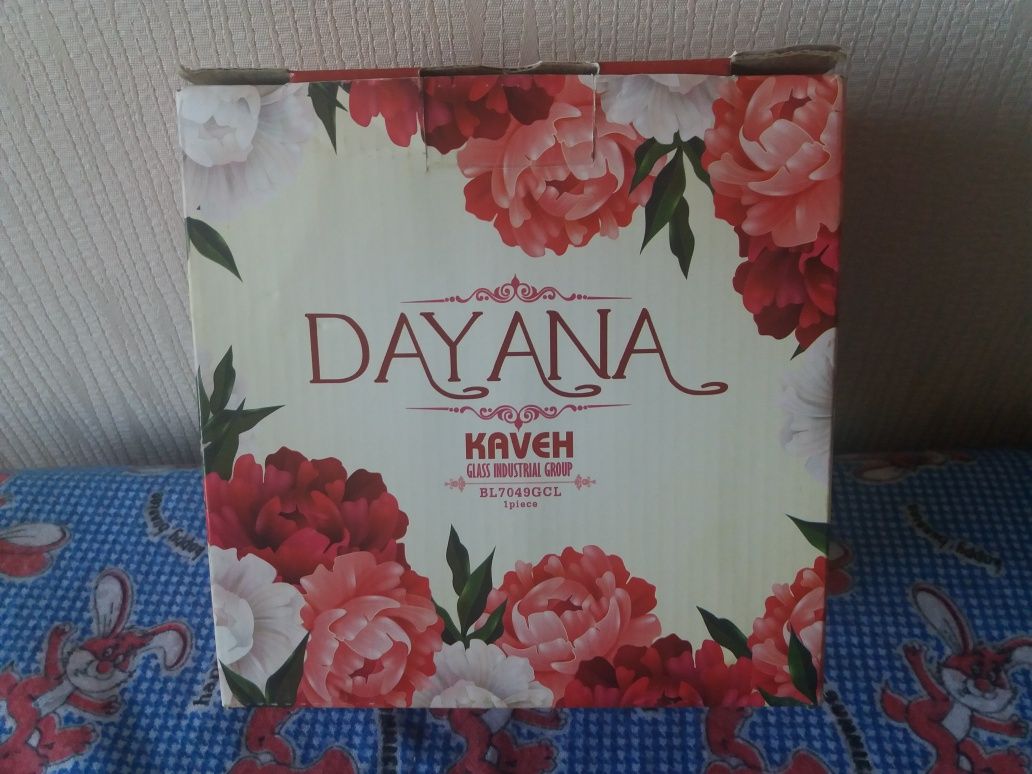 DAYANA
KAVEH
GLASS INDUSTRIAL GROUP
BL7049GCL
1piece